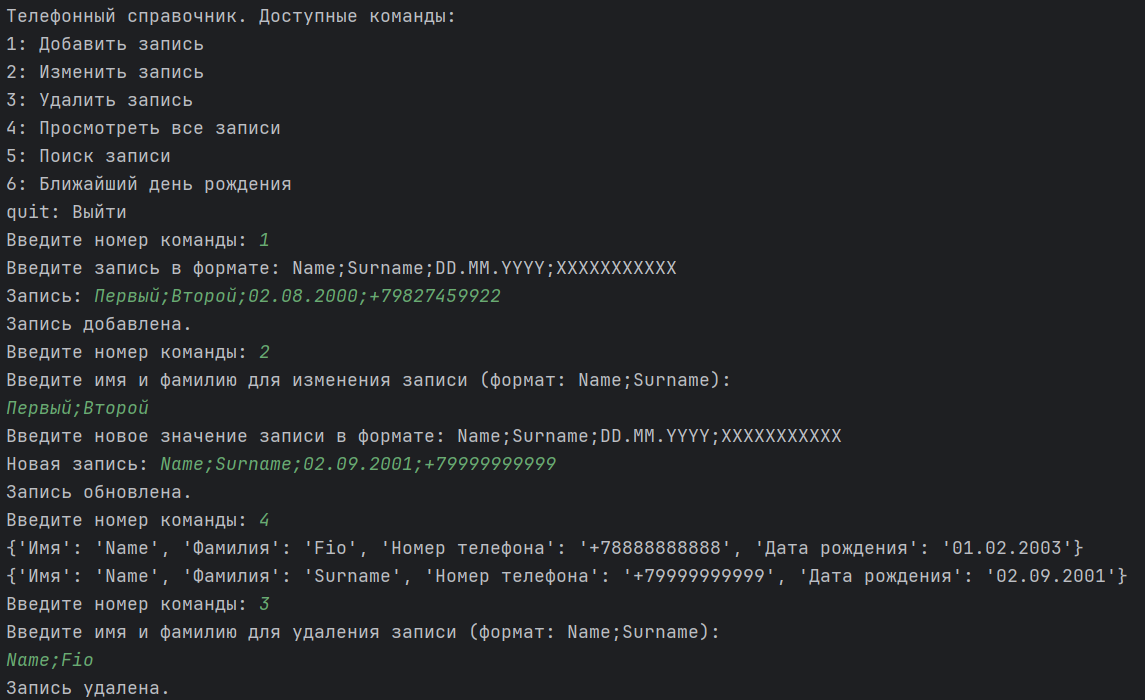 Телефонный справочник. Доступные команды:
1: Добавить запись
2: Изменить запись
3: Удалить запись
4: Просмотреть все записи
5: Поиск записи
6: Ближайший день рождения
quit: Выйти
Введите номер команды: 1
Введите запись в формате: Name;Surname;DD.MM.YYYY;XXXXXXXXXXX
Запись: Первый;Второй;02.08.2000;+79827459922
Запись добавлена.
Введите номер команды: 2
Введите имя и фамилию для изменения записи (формат: Name;Surname):
Первый;Второй
Введите новое значение записи в формате: Name;Surname;DD.MM.YYYY;XXXXXXXXXXX
Новая запись: Name;Surname;02.09.2001;+79999999999
Запись обновлена.
Введите номер команды: 4
{'Имя': 'Name', 'Фамилия': 'Fio', 'Номер телефона': '+78888888888', 'Дата рождения': '01.02.2003'}
{'Имя': 'Name', 'Фамилия': 'Surname', 'Номер телефона': '+79999999999', 'Дата рождения': '02.09.2001'}
Введите номер команды: 3
Введите имя и фамилию для удаления записи (формат: Name;Surname):
Name;Fio
Запись удалена.